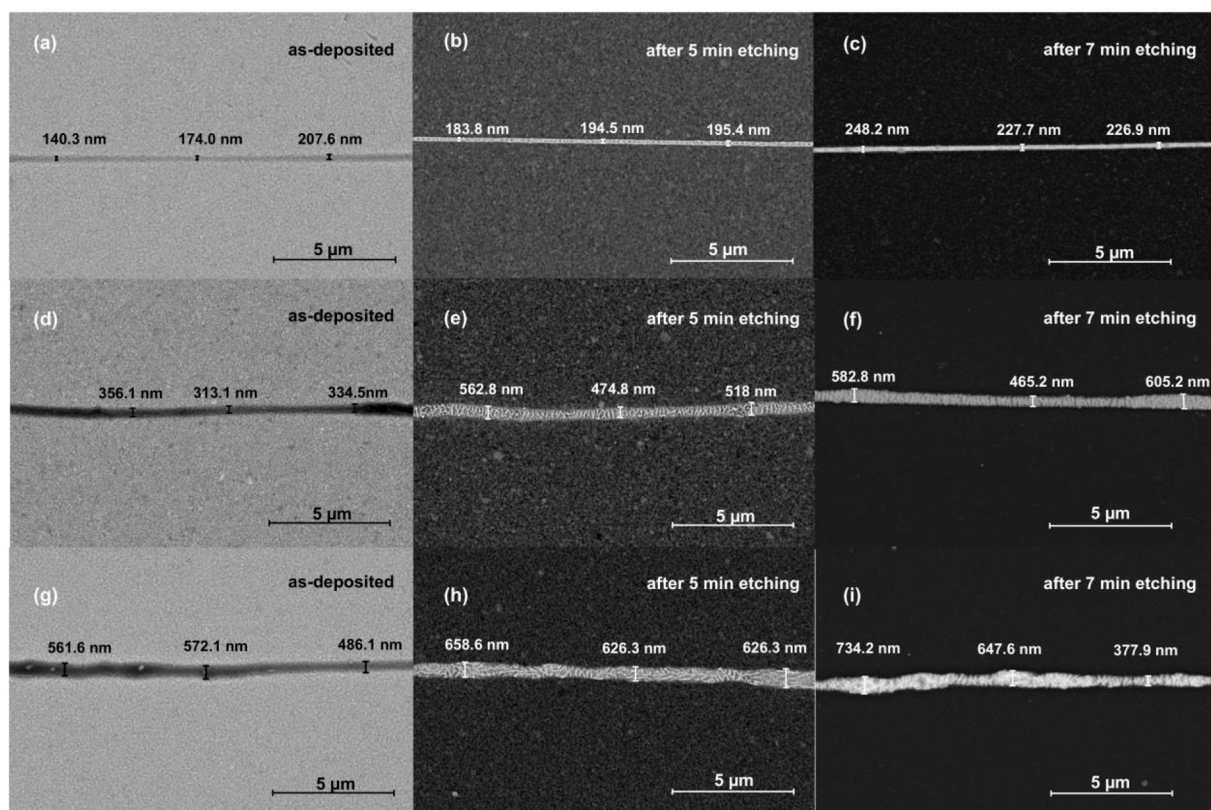 (a)
as-deposited
140.3 nm 174.0 nm 207.6 nm
5 µm
(b)
after 5 min etching
183.8 nm 194.5 nm 195.4 nm
5 µm
(c)
after 7 min etching
248.2 nm 227.7 nm 226.9 nm
5 µm
(d)
as-deposited
356.1 nm 313.1 nm 334.5nm
5 µm
(e)
after 5 min etching
562.8 nm 474.8 nm 518 nm
5 µm
(f)
after 7 min etching
582.8 nm 465.2 nm 605.2 nm
5 µm
(g)
as-deposited
561.6 nm 572.1 nm 486.1 nm
5 µm
(h)
after 5 min etching
658.6 nm 626.3 nm 626.3 nm
5 µm
(i)
after 7 min etching
734.2 nm 647.6 nm 377.9 nm
5 µm